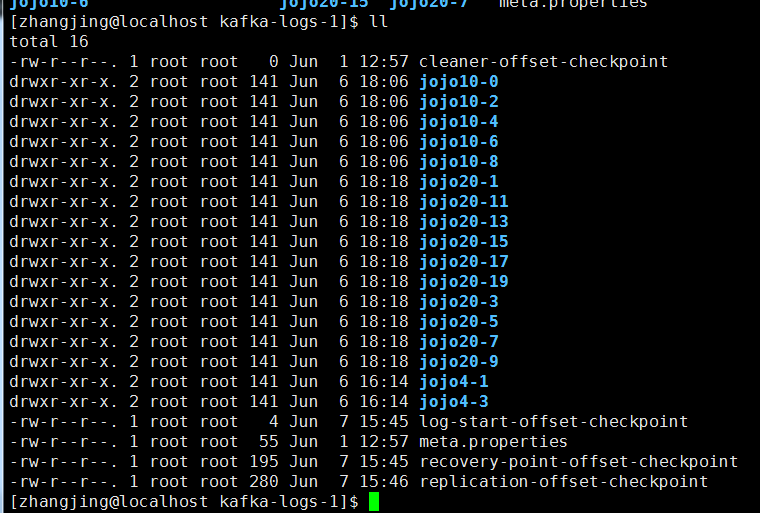 jojo10-6 jojo20-15 jojo20-7 meta.properties
[zhangjing@localhost kafka-logs-1]$ ll
total 16
-rw-r--r--. 1 root root   0 Jun  1 12:57 cleaner-offset-checkpoint
drwxr-xr-x. 2 root root 141 Jun  6 18:06 jojo10-0
drwxr-xr-x. 2 root root 141 Jun  6 18:06 jojo10-2
drwxr-xr-x. 2 root root 141 Jun  6 18:06 jojo10-4
drwxr-xr-x. 2 root root 141 Jun  6 18:06 jojo10-6
drwxr-xr-x. 2 root root 141 Jun  6 18:06 jojo10-8
drwxr-xr-x. 2 root root 141 Jun  6 18:18 jojo20-1
drwxr-xr-x. 2 root root 141 Jun  6 18:18 jojo20-11
drwxr-xr-x. 2 root root 141 Jun  6 18:18 jojo20-13
drwxr-xr-x. 2 root root 141 Jun  6 18:18 jojo20-15
drwxr-xr-x. 2 root root 141 Jun  6 18:18 jojo20-17
drwxr-xr-x. 2 root root 141 Jun  6 18:18 jojo20-19
drwxr-xr-x. 2 root root 141 Jun  6 18:18 jojo20-3
drwxr-xr-x. 2 root root 141 Jun  6 18:18 jojo20-5
drwxr-xr-x. 2 root root 141 Jun  6 18:18 jojo20-7
drwxr-xr-x. 2 root root 141 Jun  6 18:18 jojo20-9
drwxr-xr-x. 2 root root 141 Jun  6 16:14 jojo4-1
drwxr-xr-x. 2 root root 141 Jun  6 16:14 jojo4-3
-rw-r--r--. 1 root root   4 Jun  7 15:45 log-start-offset-checkpoint
-rw-r--r--. 1 root root  55 Jun  1 12:57 meta.properties
-rw-r--r--. 1 root root 195 Jun  7 15:45 recovery-point-offset-checkpoint
-rw-r--r--. 1 root root 280 Jun  7 15:46 replication-offset-checkpoint
[zhangjing@localhost kafka-logs-1]$